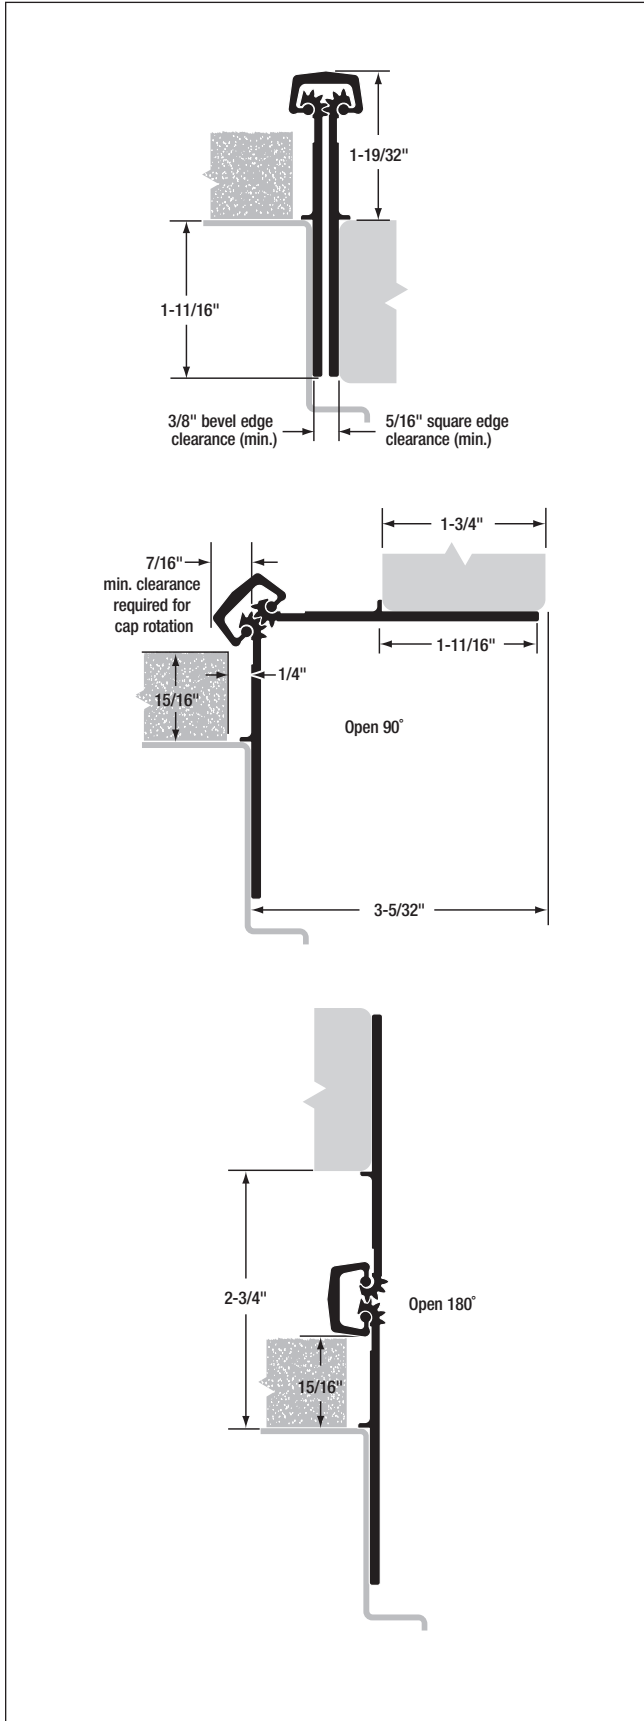 1-19/32"
1-11/16"
3/8" bevel edge
clearance (min.)
5/16" square edge
clearance (min.)
1-3/4"
7/16"
min. clearance
required for
cap rotation
1-11/16"
1/4"
15/16"
Open 90˚
3-5/32"
2-3/4"
Open 180˚
15/16"